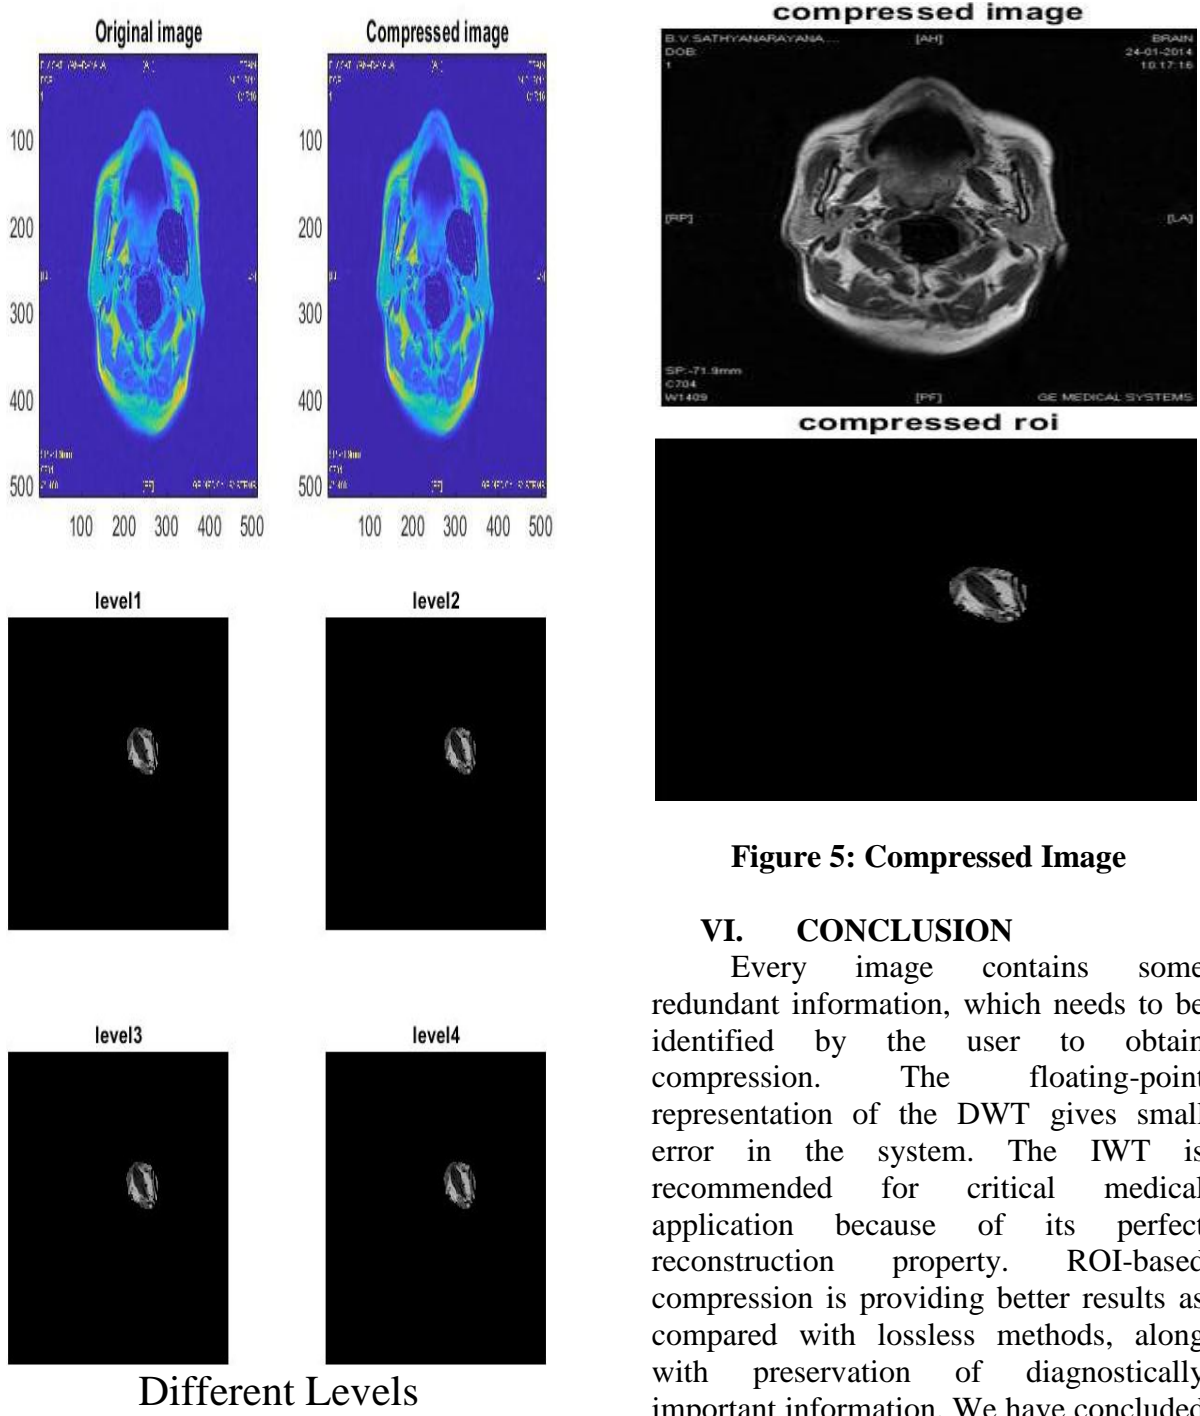 Original image
Compressed image
100
200
300
400
500
100 200 300 400 500
100
200
300
400
500
100 200 300 400 500
level1
level2
level3
level4
Different Levels
compressed image
B.V.SATHYANARAYANA....
DOB:
1
[AH]
BRAIN
24-01-2014
10:17:16
[RP]
[LA]
SP:-71.9mm
C704
W1409
[PF]
GE MEDICAL SYSTEMS
compressed roi
Figure 5: Compressed Image
VI. CONCLUSION
Every image contains some
redundant information, which needs to be
identified by the user to obtain
compression. The floating-point
representation of the DWT gives small
error in the system. The IWT is
recommended for critical medical
application because of its perfect
reconstruction property. ROI-based
compression is providing better results as
compared with lossless methods, along
with preservation of diagnostically
important information. We have concluded